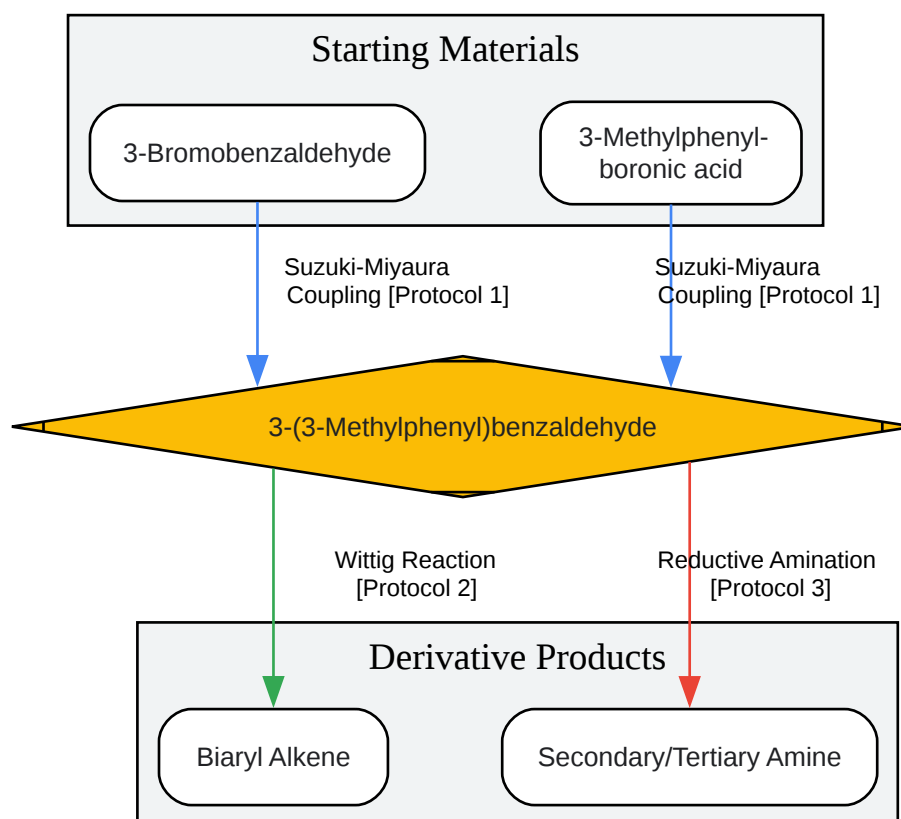 Starting Materials
3-Bromobenzaldehyde
3-Methylphenyl-
boronic acid
Suzuki-Miyaura
Coupling [Protocol 1]
Suzuki-Miyaura
Coupling [Protocol 1]
3-(3-Methylphenyl)benzaldehyde
Wittig Reaction
[Protocol 2]
Reductive Amination
[Protocol 3]
Derivative Products
Biaryl Alkene
Secondary/Tertiary Amine